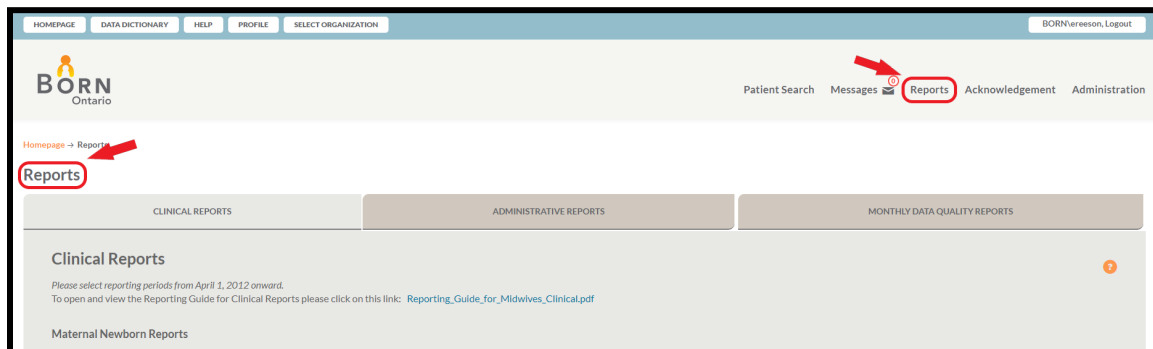 HOMEPAGE DATA DICTIONARY HELP PROFILE SELECT ORGANIZATION BORN\ereeson, Logout
BORN
Ontario
Patient Search Messages 0 Reports Acknowledgement Administration
Homepage → Reports
Reports
CLINICAL REPORTS ADMINISTRATIVE REPORTS MONTHLY DATA QUALITY REPORTS
Clinical Reports ?
Please select reporting periods from April 1, 2012 onward.
To open and view the Reporting Guide for Clinical Reports please click on this link: Reporting_Guide_for_Midwives_Clinical.pdf
Maternal Newborn Reports